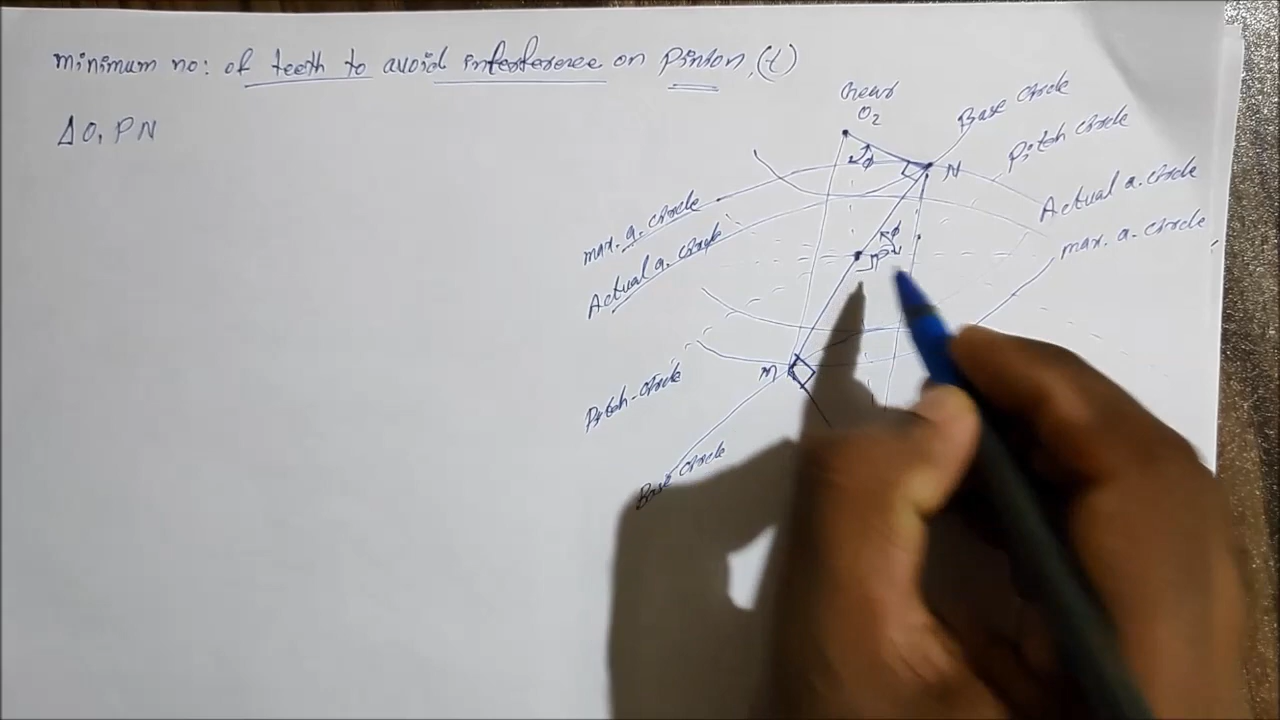 minimum no: of teeth to avoid interference on pinion, (t)
Δ O₁ P N
Gear
O₂
Base circle
Pitch circle
N
Φ
max. a. circle
Actual a. circle
Actual a. circle
max. a. circle
Φ
P
M
Pitch-circle
Base circle